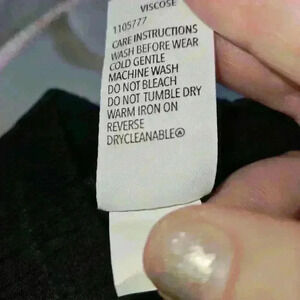 VISCOSE
1105777
CARE INSTRUCTIONS
WASH BEFORE WEAR
COLD GENTLE
MACHINE WASH
DO NOT BLEACH
DO NOT TUMBLE DRY
WARM IRON ON
REVERSE
DRYCLEANABLEⒶ